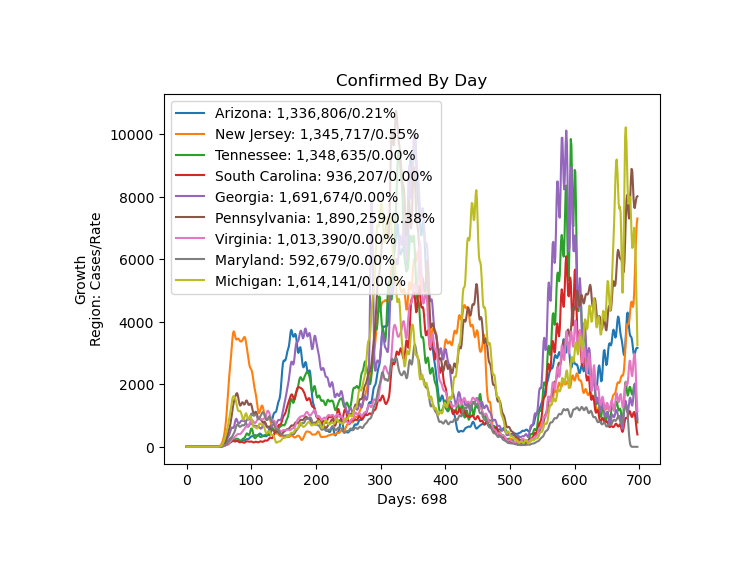 Confirmed By Day
Growth
Region: Cases/Rate
10000
8000
6000
4000
2000
0
Arizona: 1,336,806/0.21%
New Jersey: 1,345,717/0.55%
Tennessee: 1,348,635/0.00%
South Carolina: 936,207/0.00%
Georgia: 1,691,674/0.00%
Pennsylvania: 1,890,259/0.38%
Virginia: 1,013,390/0.00%
Maryland: 592,679/0.00%
Michigan: 1,614,141/0.00%
0 100 200 300 400 500 600 700
Days: 698